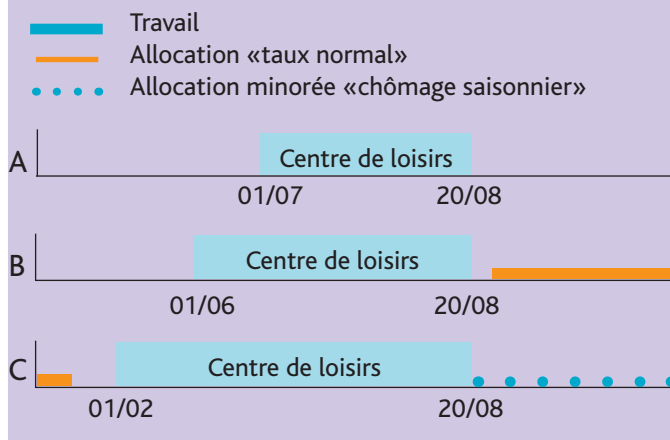 Travail
Allocation «taux normal»
Allocation minorée «chômage saisonnier»
A Centre de loisirs
01/07 20/08
B Centre de loisirs
01/06 20/08
C Centre de loisirs
01/02 20/08